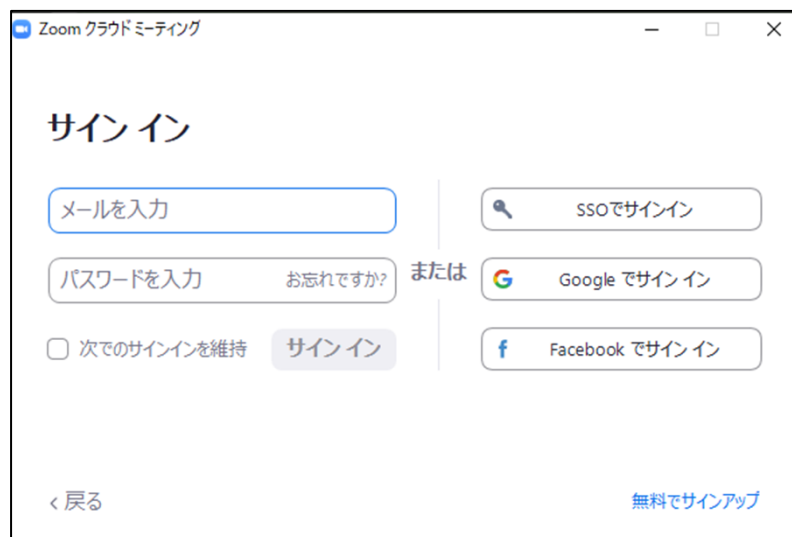 Zoom クラウド ミーティング
サイン イン
メールを入力
パスワードを入力 お忘れですか?
次でのサインインを維持 サイン イン
または
SSOでサインイン
Google でサイン イン
Facebook でサイン イン
‹ 戻る
無料でサインアップ